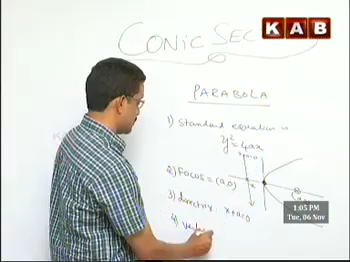 KAB
CONIC SEC
PARABOLA
1) Standard equation is
y² = 4ax
2) Focus = (a,0)
3) directrix x+a=0
4) Ve
1:05 PM
Tue, 06 Nov